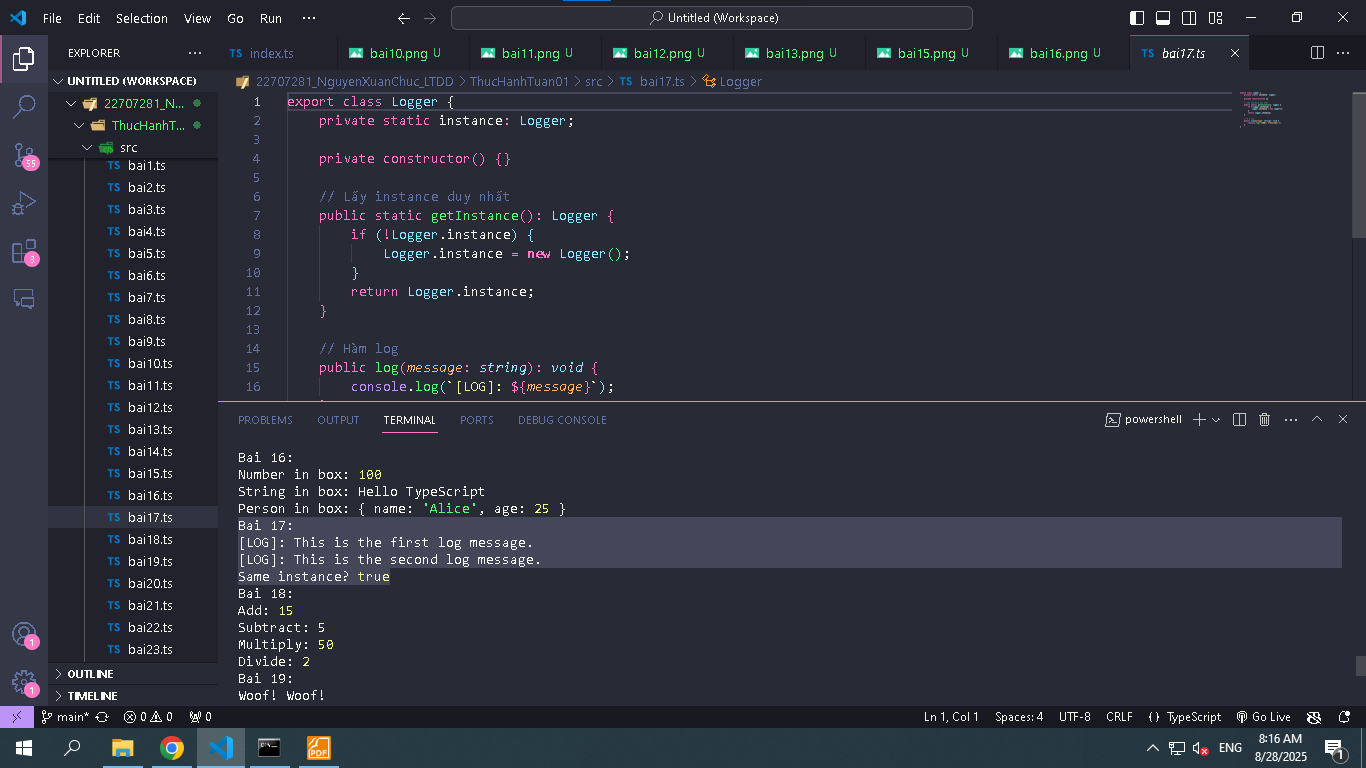 File Edit Selection View Go Run ··· Untitled (Workspace)
EXPLORER ···
index.ts bai10.png U bai11.png U bai12.png U bai13.png U bai15.png U bai16.png U bai17.ts
UNTITLED (WORKSPACE)
22707281_N...
ThucHanhT...
src
TS bai1.ts
TS bai2.ts
TS bai3.ts
TS bai4.ts
TS bai5.ts
TS bai6.ts
TS bai7.ts
TS bai8.ts
TS bai9.ts
TS bai10.ts
TS bai11.ts
TS bai12.ts
TS bai13.ts
TS bai14.ts
TS bai15.ts
TS bai16.ts
TS bai17.ts
TS bai18.ts
TS bai19.ts
TS bai20.ts
TS bai21.ts
TS bai22.ts
TS bai23.ts
OUTLINE
TIMELINE
55
3
1
1
22707281_NguyenXuanChuc_LTDD > ThucHanhTuan01 > src > TS bai17.ts > Logger
1 export class Logger {
2 private static instance: Logger;
3
4 private constructor() {}
5
6 // Lấy instance duy nhất
7 public static getInstance(): Logger {
8 if (!Logger.instance) {
9 Logger.instance = new Logger();
10 }
11 return Logger.instance;
12 }
13
14 // Hàm log
15 public log(message: string): void {
16 console.log(`[LOG]: ${message}`);
PROBLEMS OUTPUT TERMINAL PORTS DEBUG CONSOLE powershell
Bai 16:
Number in box: 100
String in box: Hello TypeScript
Person in box: { name: 'Alice', age: 25 }
Bai 17:
[LOG]: This is the first log message.
[LOG]: This is the second log message.
Same instance? true
Bai 18:
Add: 15
Subtract: 5
Multiply: 50
Divide: 2
Bai 19:
Woof! Woof!
main* 0 0 0 Ln 1, Col 1 Spaces: 4 UTF-8 CRLF {} TypeScript Go Live
PDF ENG 8:16 AM
8/28/2025 1